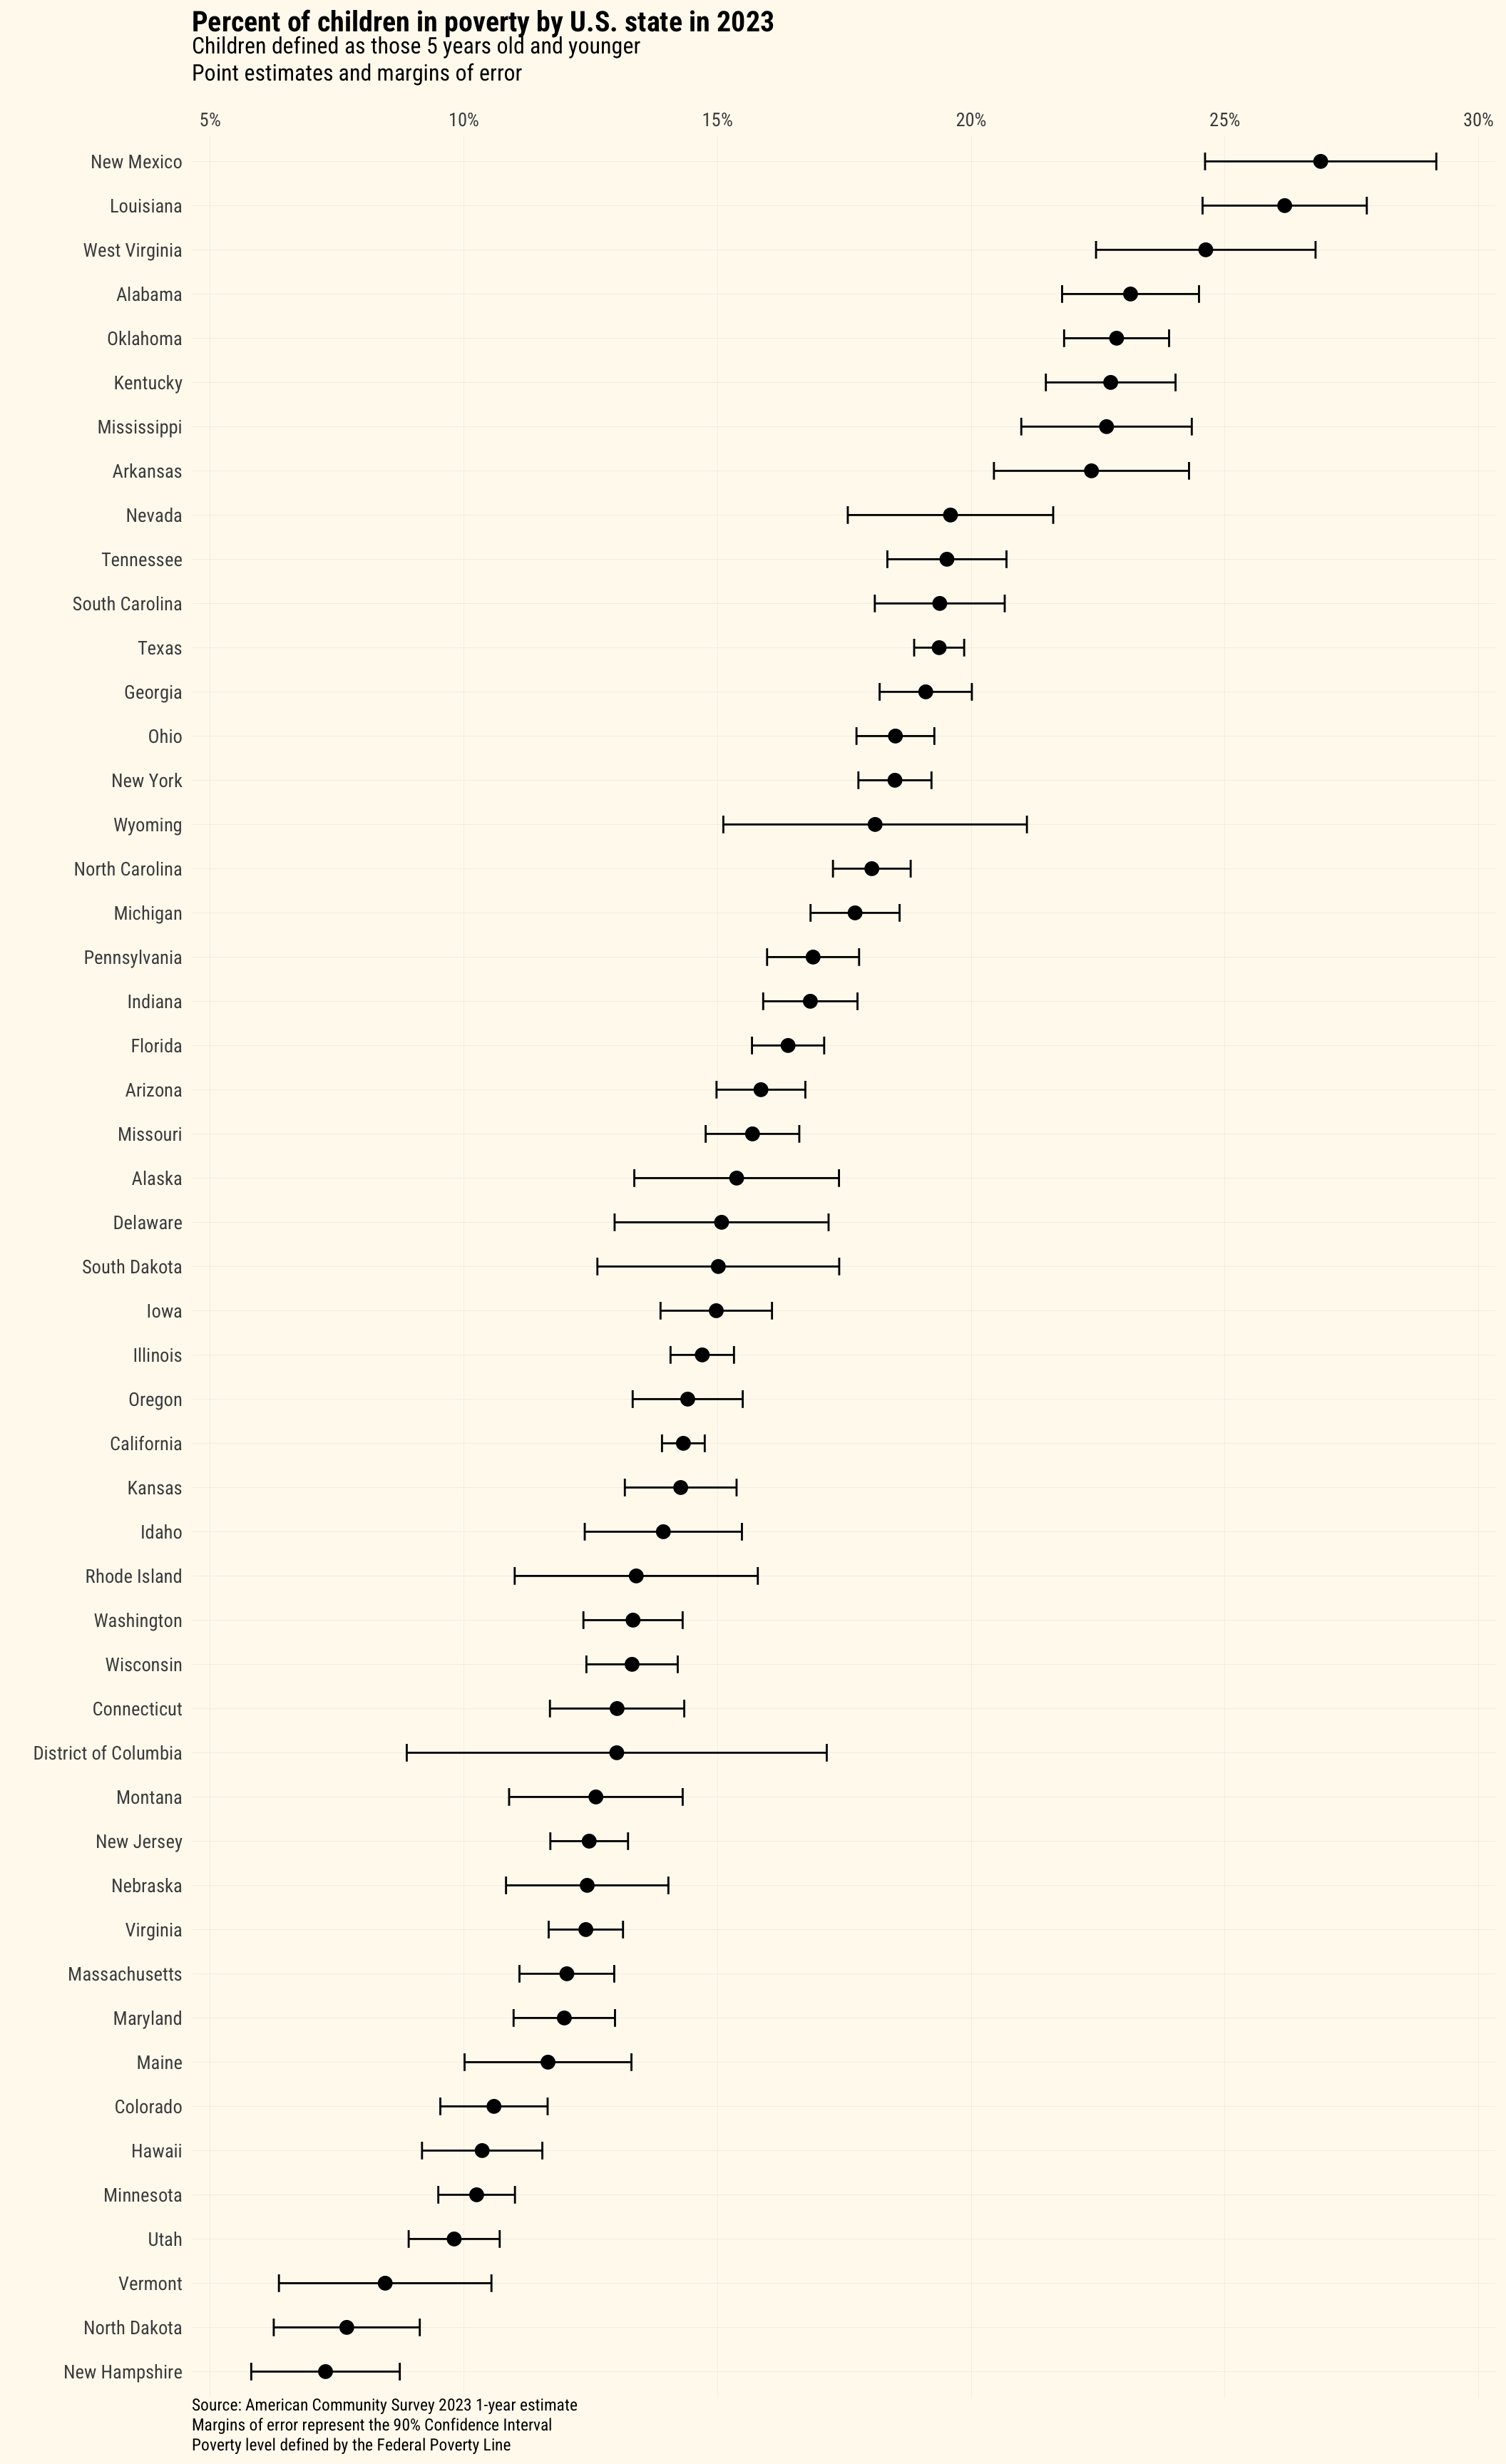 Percent of children in poverty by U.S. state in 2023
Children defined as those 5 years old and younger
Point estimates and margins of error
5% 10% 15% 20% 25% 30%
New Mexico
Louisiana
West Virginia
Alabama
Oklahoma
Kentucky
Mississippi
Arkansas
Nevada
Tennessee
South Carolina
Texas
Georgia
Ohio
New York
Wyoming
North Carolina
Michigan
Pennsylvania
Indiana
Florida
Arizona
Missouri
Alaska
Delaware
South Dakota
Iowa
Illinois
Oregon
California
Kansas
Idaho
Rhode Island
Washington
Wisconsin
Connecticut
District of Columbia
Montana
New Jersey
Nebraska
Virginia
Massachusetts
Maryland
Maine
Colorado
Hawaii
Minnesota
Utah
Vermont
North Dakota
New Hampshire
Source: American Community Survey 2023 1-year estimate
Margins of error represent the 90% Confidence Interval
Poverty level defined by the Federal Poverty Line